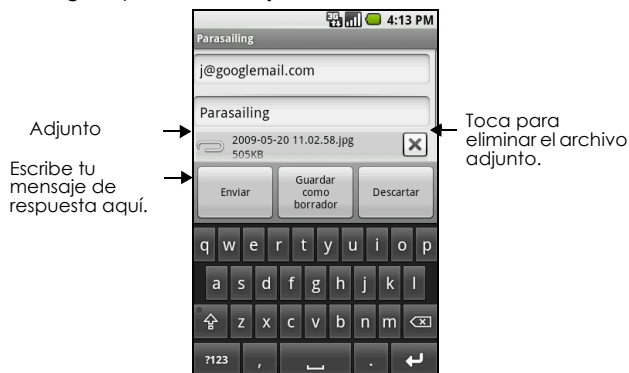 3G 4:13 PM
Parasailing
j@googlemail.com
Parasailing
Adjunto
2009-05-20 11.02.58.jpg
505KB
Toca para
eliminar el archivo
adjunto.
Escribe tu
mensaje de
respuesta aquí.
Enviar
Guardar
como
borrador
Descartar
q w e r t y u i o p
a s d f g h j k l
z x c v b n m
?123 , .